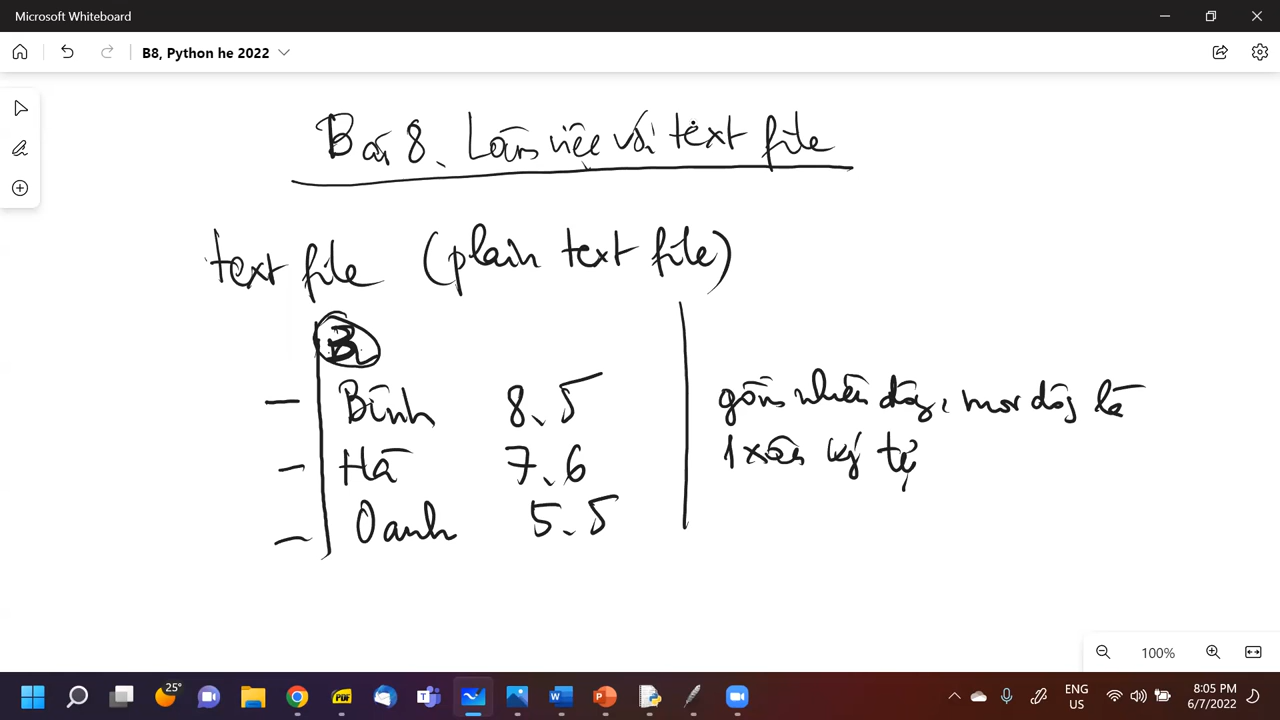 Microsoft Whiteboard
B8, Python he 2022
Bài 8. Làm việc với text file
text file (plain text file)
B
Bình 8.5
Hà 7.6
Oanh 5.5
gồm nhiều dòng, mỗi dòng là
1 xâu ký tự
100%
25°
PDF
ENG
US
8:05 PM
6/7/2022